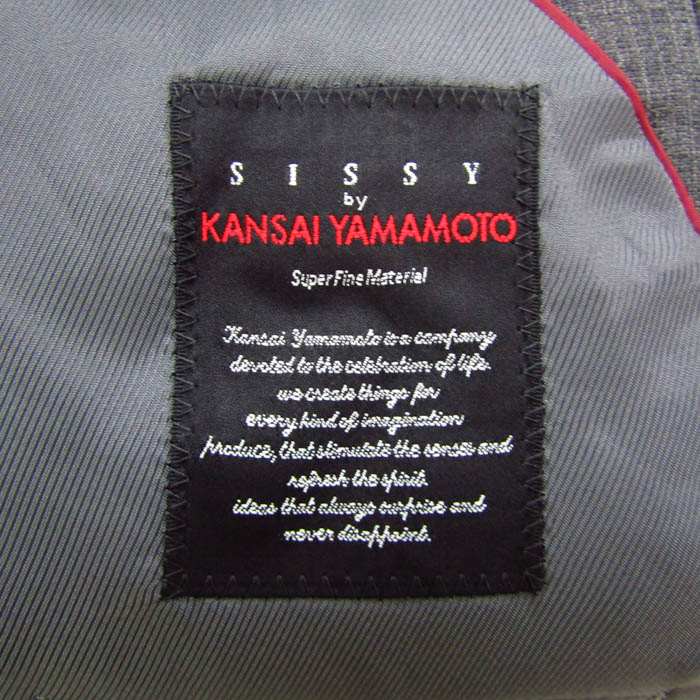 SISSY
by
KANSAI YAMAMOTO
Super Fine Material
Kansai Yamamoto is a company
devoted to the celebration of life.
we create things for
every kind of imagination
produce, that stimulate the senses and
refresh the spirit.
ideas that always surprise and
never disappoint.